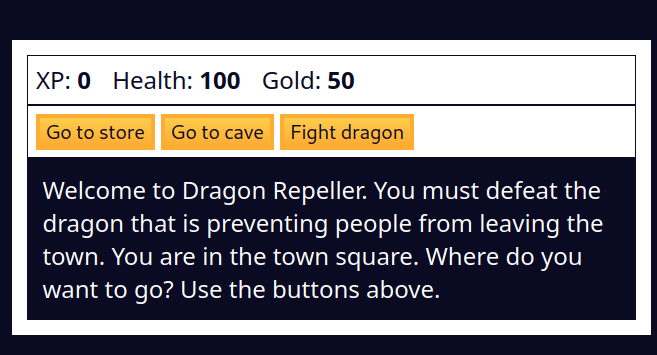 XP: 0 Health: 100 Gold: 50
Go to store Go to cave Fight dragon
Welcome to Dragon Repeller. You must defeat the
dragon that is preventing people from leaving the
town. You are in the town square. Where do you
want to go? Use the buttons above.